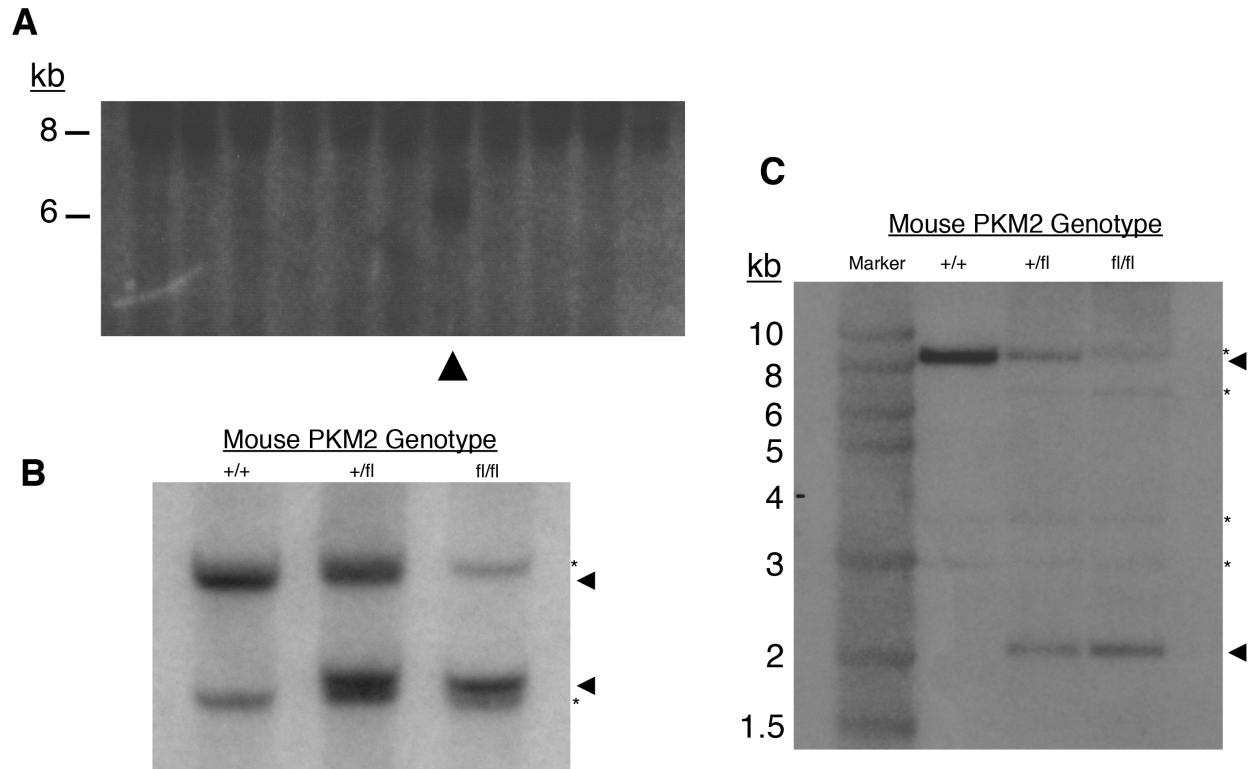 A
kb
8
6
B
Mouse PKM2 Genotype
+/+ +/fl fl/fl
*
*
C
Mouse PKM2 Genotype
kb Marker +/+ +/fl fl/fl
10
*
8
*
6
5
4
*
3
*
2
1.5